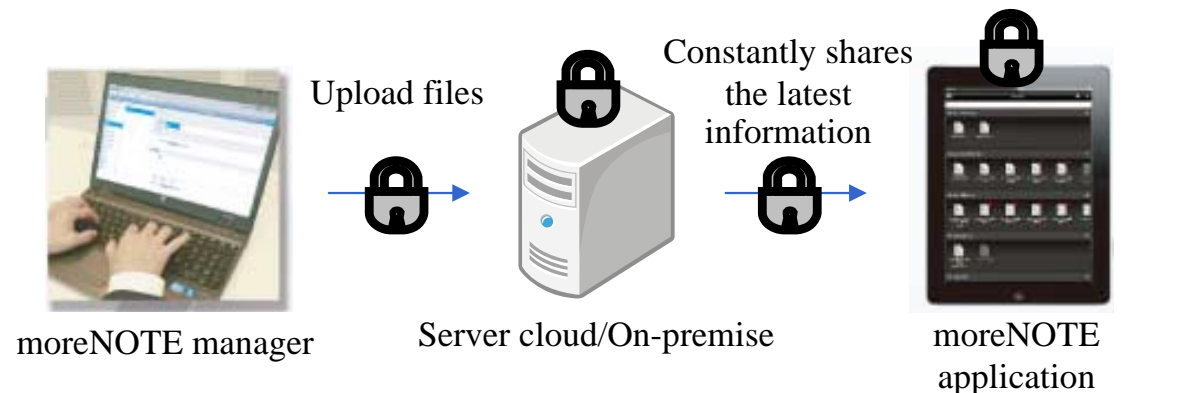 Upload files
Constantly shares
the latest
information
moreNOTE manager
Server cloud/On-premise
moreNOTE
application